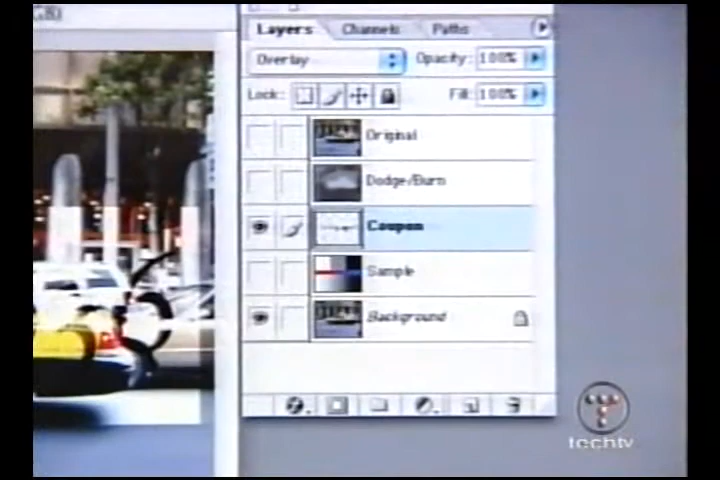 Layers Channels Paths
Overlay Opacity: 100%
Lock: Fill: 100%
Original
Dodge/Burn
Coupon
Sample
Background
techtv